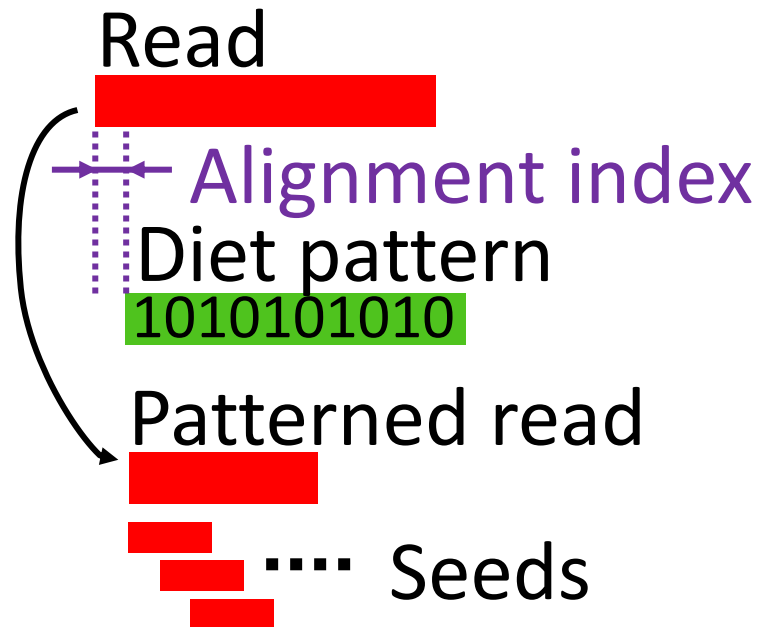 Read
Alignment index
Diet pattern
1010101010
Patterned read
Seeds